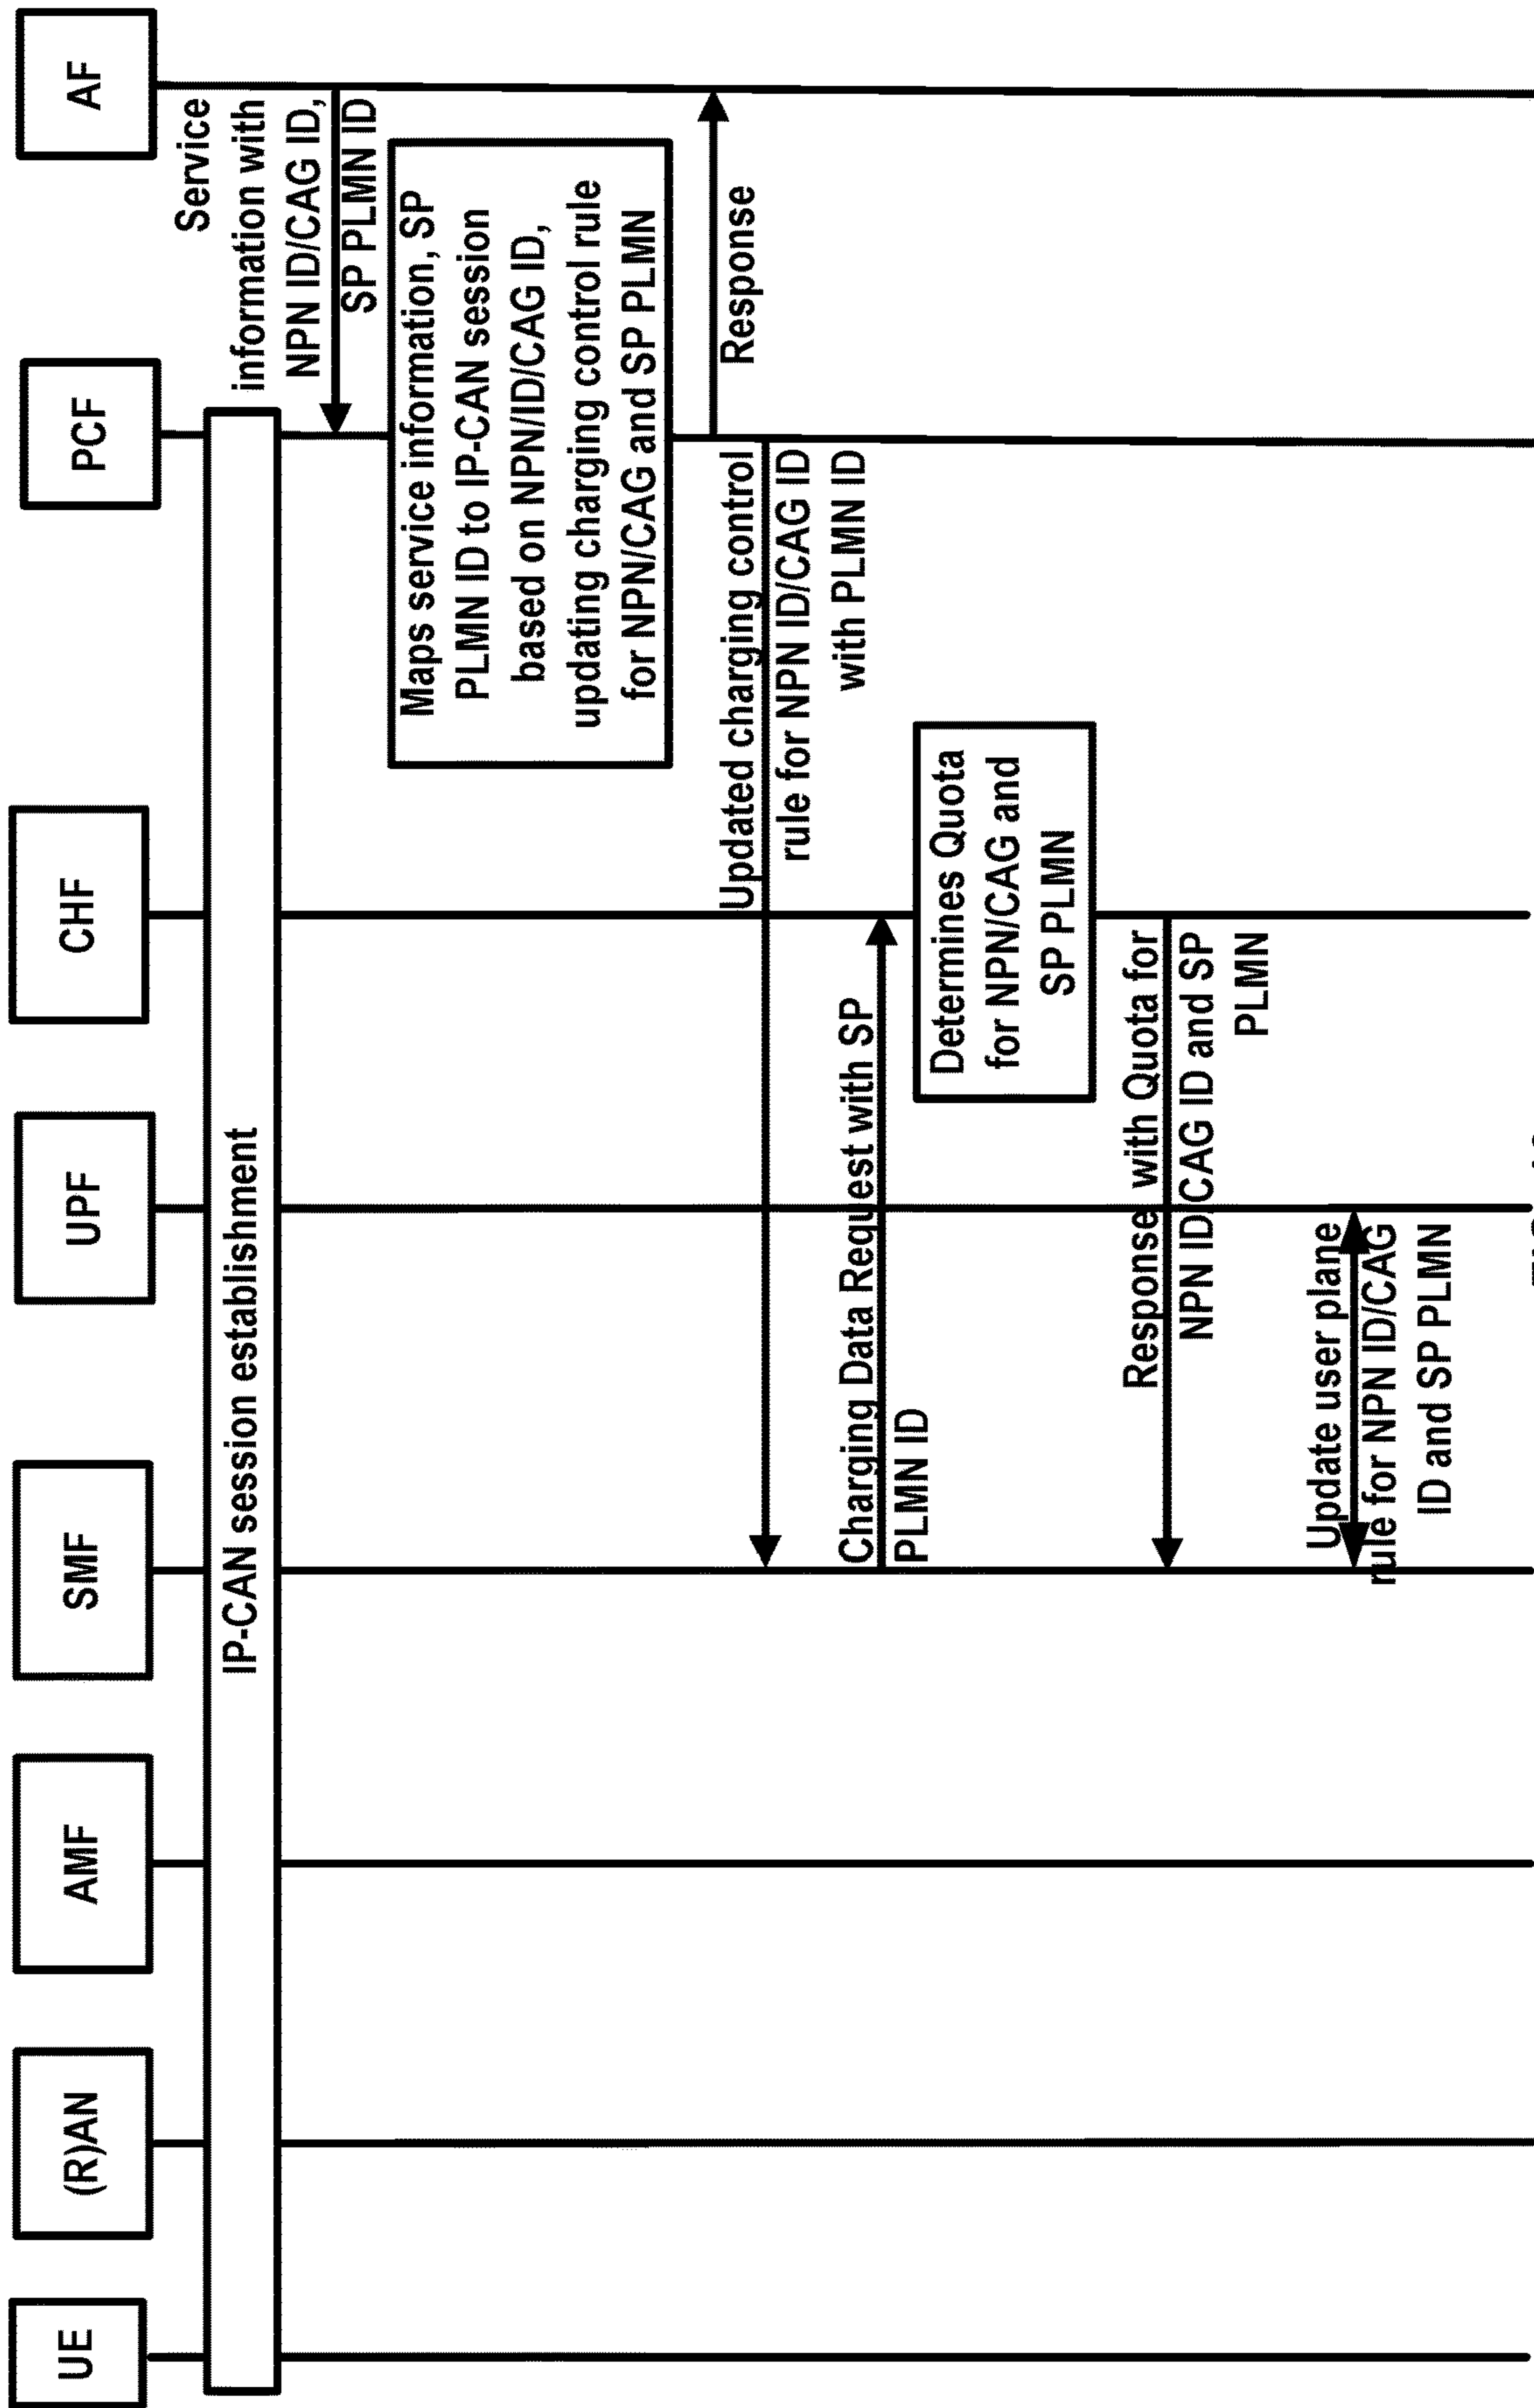 UE
(R)AN
AMF
SMF
UPF
CHF
PCF
AF
IP-CAN session establishment
Service
information with
NPN ID/CAG ID,
SP PLMN ID
Maps service information, SP
PLMN ID to IP-CAN session
based on NPN/ID/CAG ID,
updating charging control rule
for NPN/CAG and SP PLMN
Response
Updated charging control
rule for NPN ID/CAG ID
with PLMN ID
Charging Data Request with SP
PLMN ID
Determines Quota
for NPN/CAG and
SP PLMN
Response with Quota for
NPN ID/CAG ID and SP
PLMN
Update user plane
rule for NPN ID/CAG
ID and SP PLMN